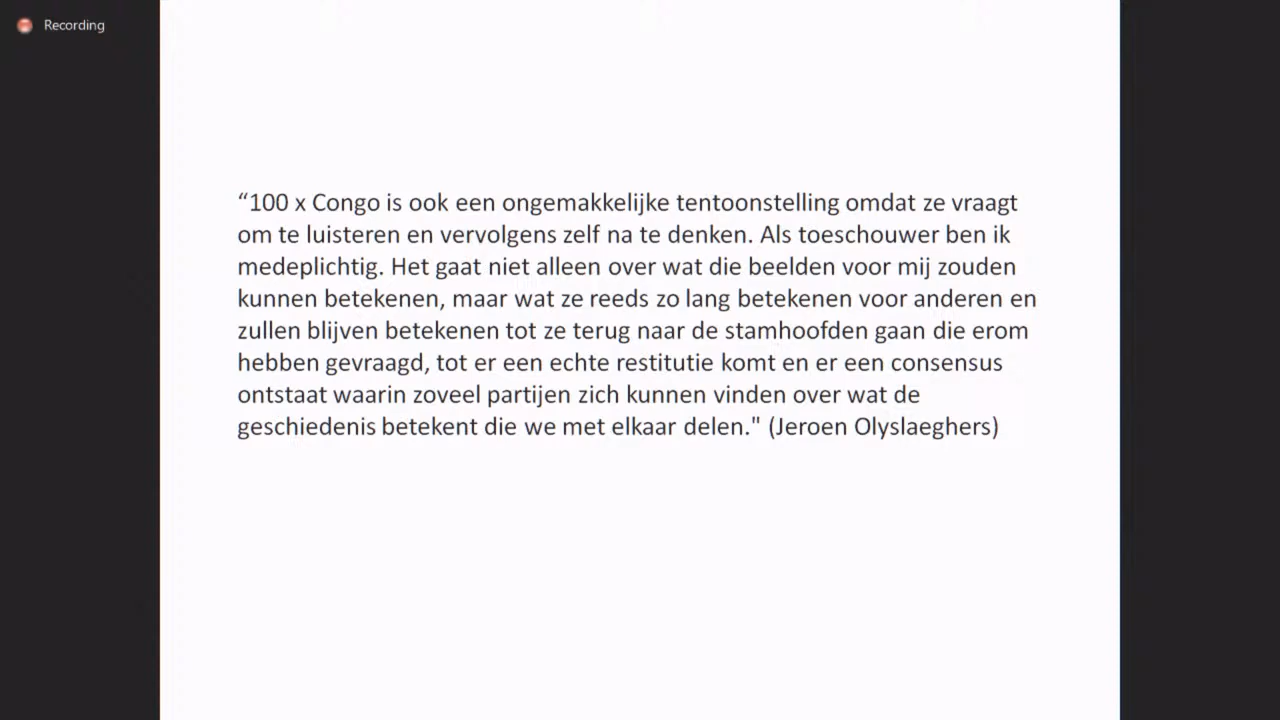 Recording
“100 x Congo is ook een ongemakkelijke tentoonstelling omdat ze vraagt
om te luisteren en vervolgens zelf na te denken. Als toeschouwer ben ik
medeplichtig. Het gaat niet alleen over wat die beelden voor mij zouden
kunnen betekenen, maar wat ze reeds zo lang betekenen voor anderen en
zullen blijven betekenen tot ze terug naar de stamhoofden gaan die erom
hebben gevraagd, tot er een echte restitutie komt en er een consensus
ontstaat waarin zoveel partijen zich kunnen vinden over wat de
geschiedenis betekent die we met elkaar delen." (Jeroen Olyslaeghers)